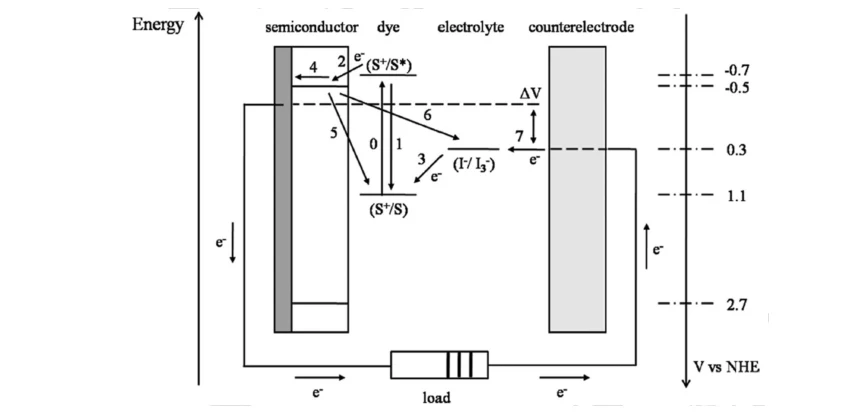 Energy
semiconductor dye electrolyte counterelectrode
4 2 e⁻ (S⁺/S*)
-0.7
-0.5
ΔV
6
5 0 1 7
3 (I⁻/ I₃⁻) e⁻
0.3
e⁻
(S⁺/S)
1.1
e⁻
e⁻
2.7
V vs NHE
e⁻ load e⁻